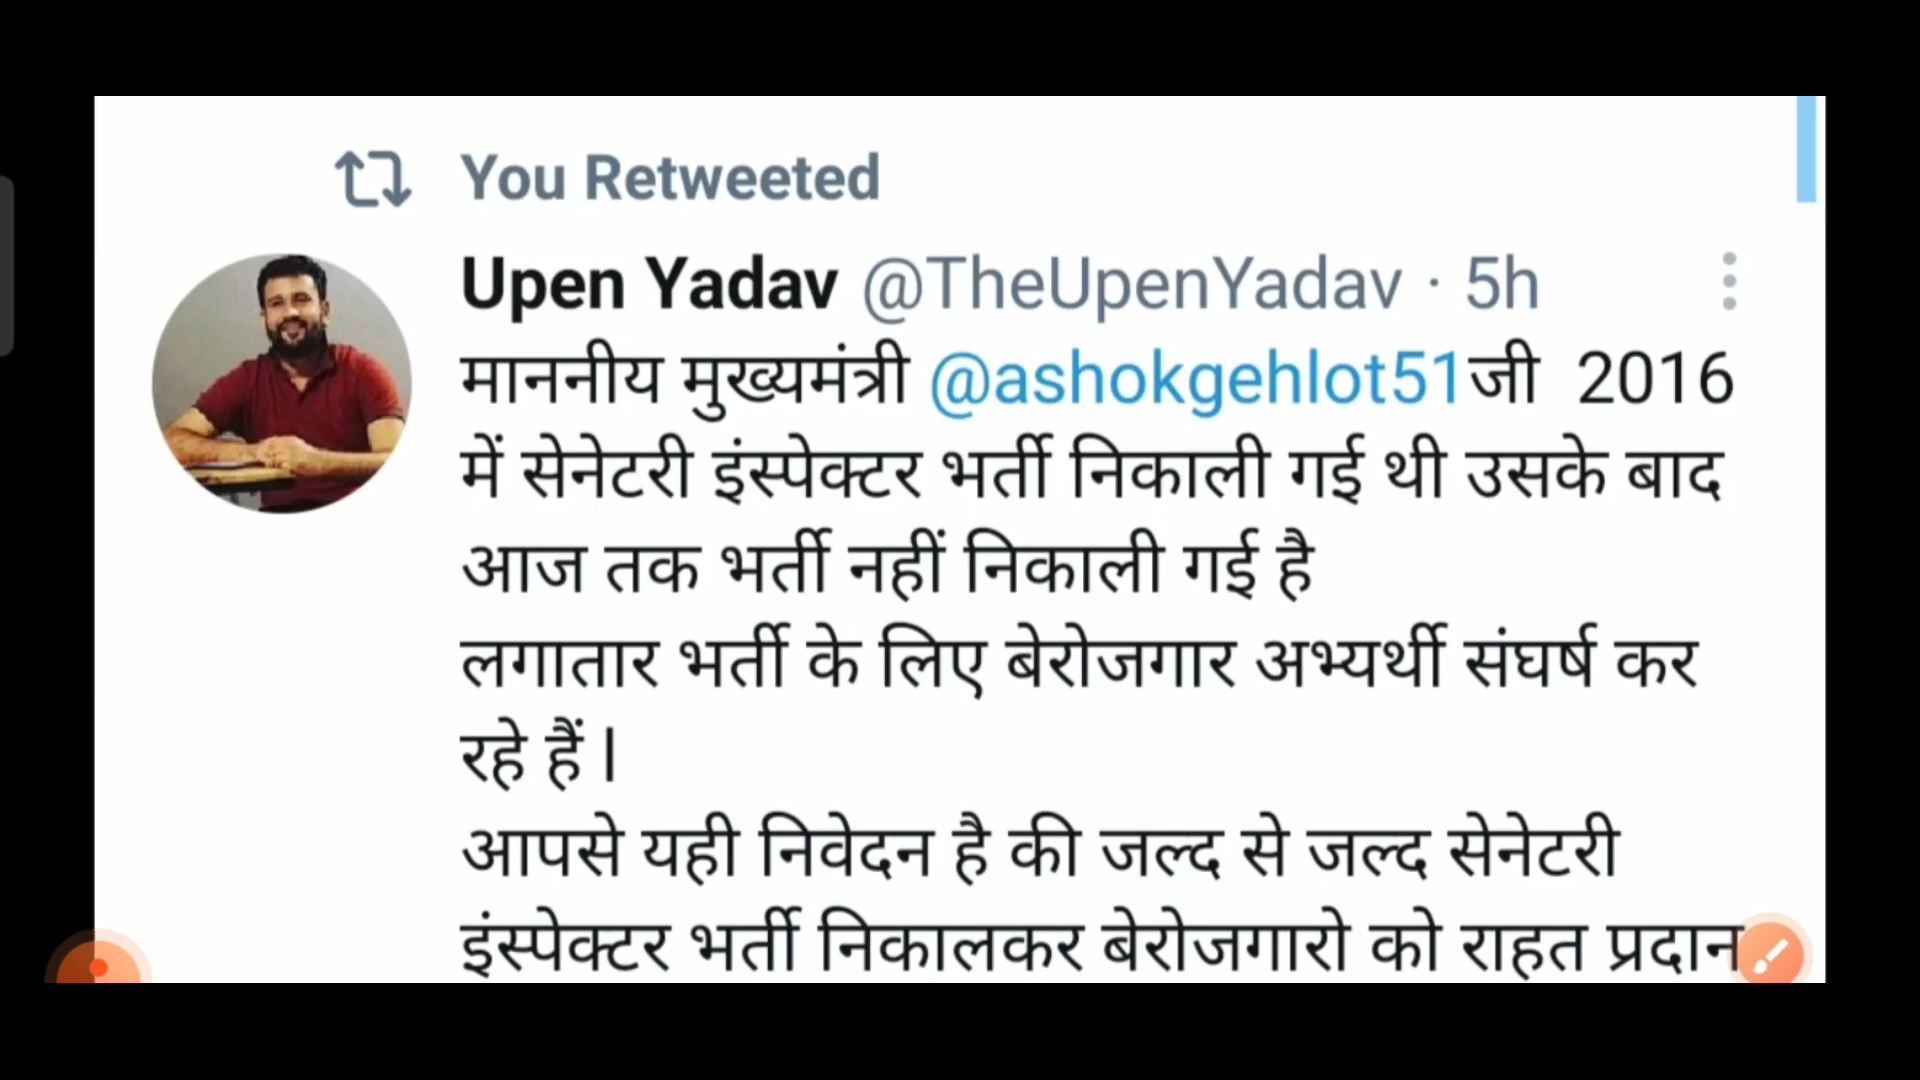 You Retweeted
Upen Yadav @TheUpenYadav · 5h
माननीय मुख्यमंत्री @ashokgehlot51जी 2016
में सेनेटरी इंस्पेक्टर भर्ती निकाली गई थी उसके बाद
आज तक भर्ती नहीं निकाली गई है
लगातार भर्ती के लिए बेरोजगार अभ्यर्थी संघर्ष कर
रहे हैं l
आपसे यही निवेदन है की जल्द से जल्द सेनेटरी
इंस्पेक्टर भर्ती निकालकर बेरोजगारो को राहत प्रदान